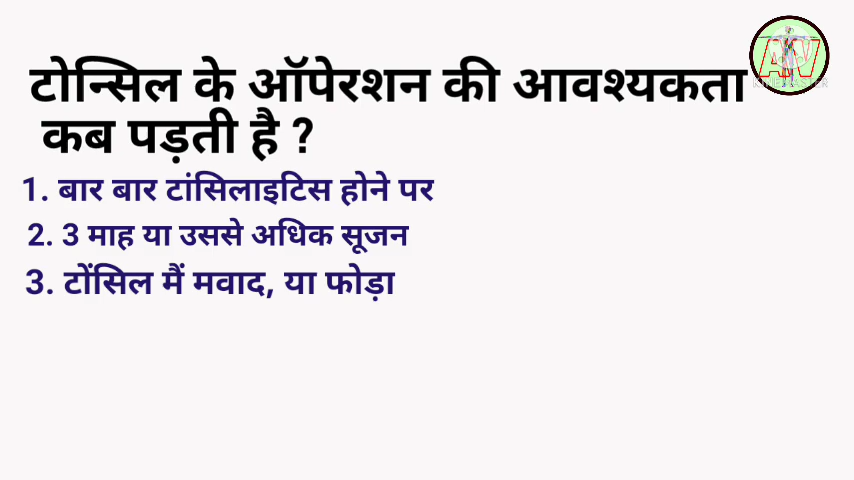 टोन्सिल के ऑपेरशन की आवश्यकता
कब पड़ती है ?
1. बार बार टांसिलाइटिस होने पर
2. 3 माह या उससे अधिक सूजन
3. टोंसिल मैं मवाद, या फोड़ा